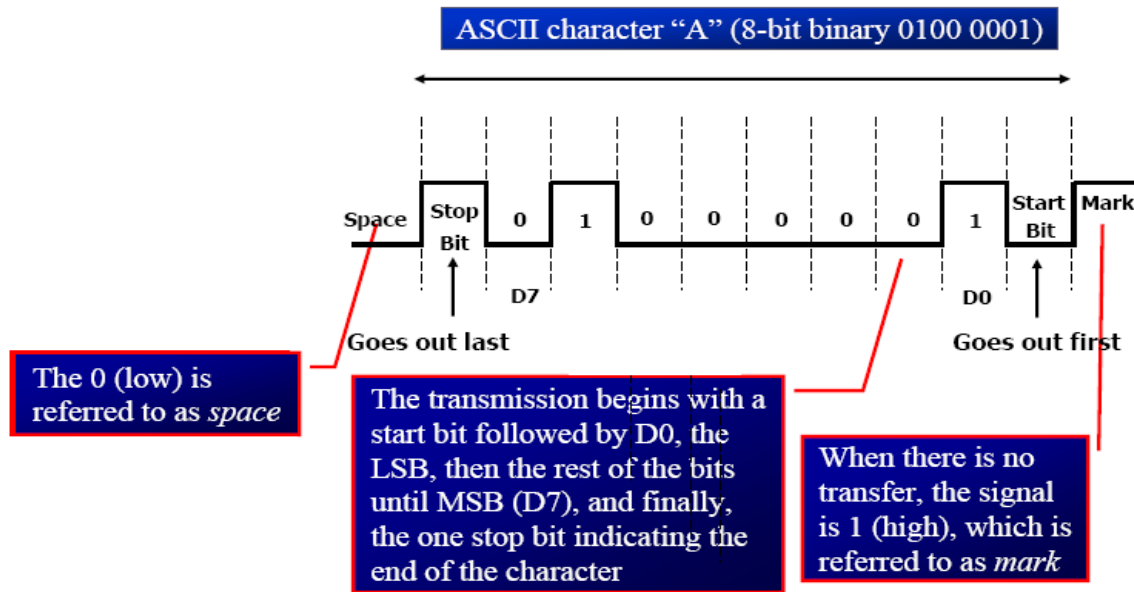 ASCII character “A” (8-bit binary 0100 0001)
Space
Stop
Bit
0
1
0
0
0
0
0
1
Start
Bit
Mark
D7
D0
Goes out last
Goes out first
The 0 (low) is
referred to as space
The transmission begins with a
start bit followed by D0, the
LSB, then the rest of the bits
until MSB (D7), and finally,
the one stop bit indicating the
end of the character
When there is no
transfer, the signal
is 1 (high), which is
referred to as mark